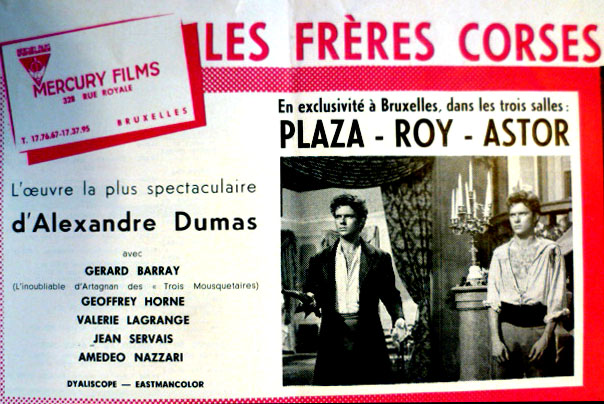 LES FRÈRES CORSES
MERCURY FILMS
328 RUE ROYALE
BRUXELLES
T. 17.76.67-17.37.95
En exclusivité à Bruxelles, dans les trois salles :
PLAZA - ROY - ASTOR
L'œuvre la plus spectaculaire
d'Alexandre Dumas
avec
GERARD BARRAY
(L'inoubliable d'Artagnan des « Trois Mousquetaires)
GEOFFREY HORNE
VALERIE LAGRANGE
JEAN SERVAIS
AMEDEO NAZZARI
DYALISCOPE — EASTMANCOLOR